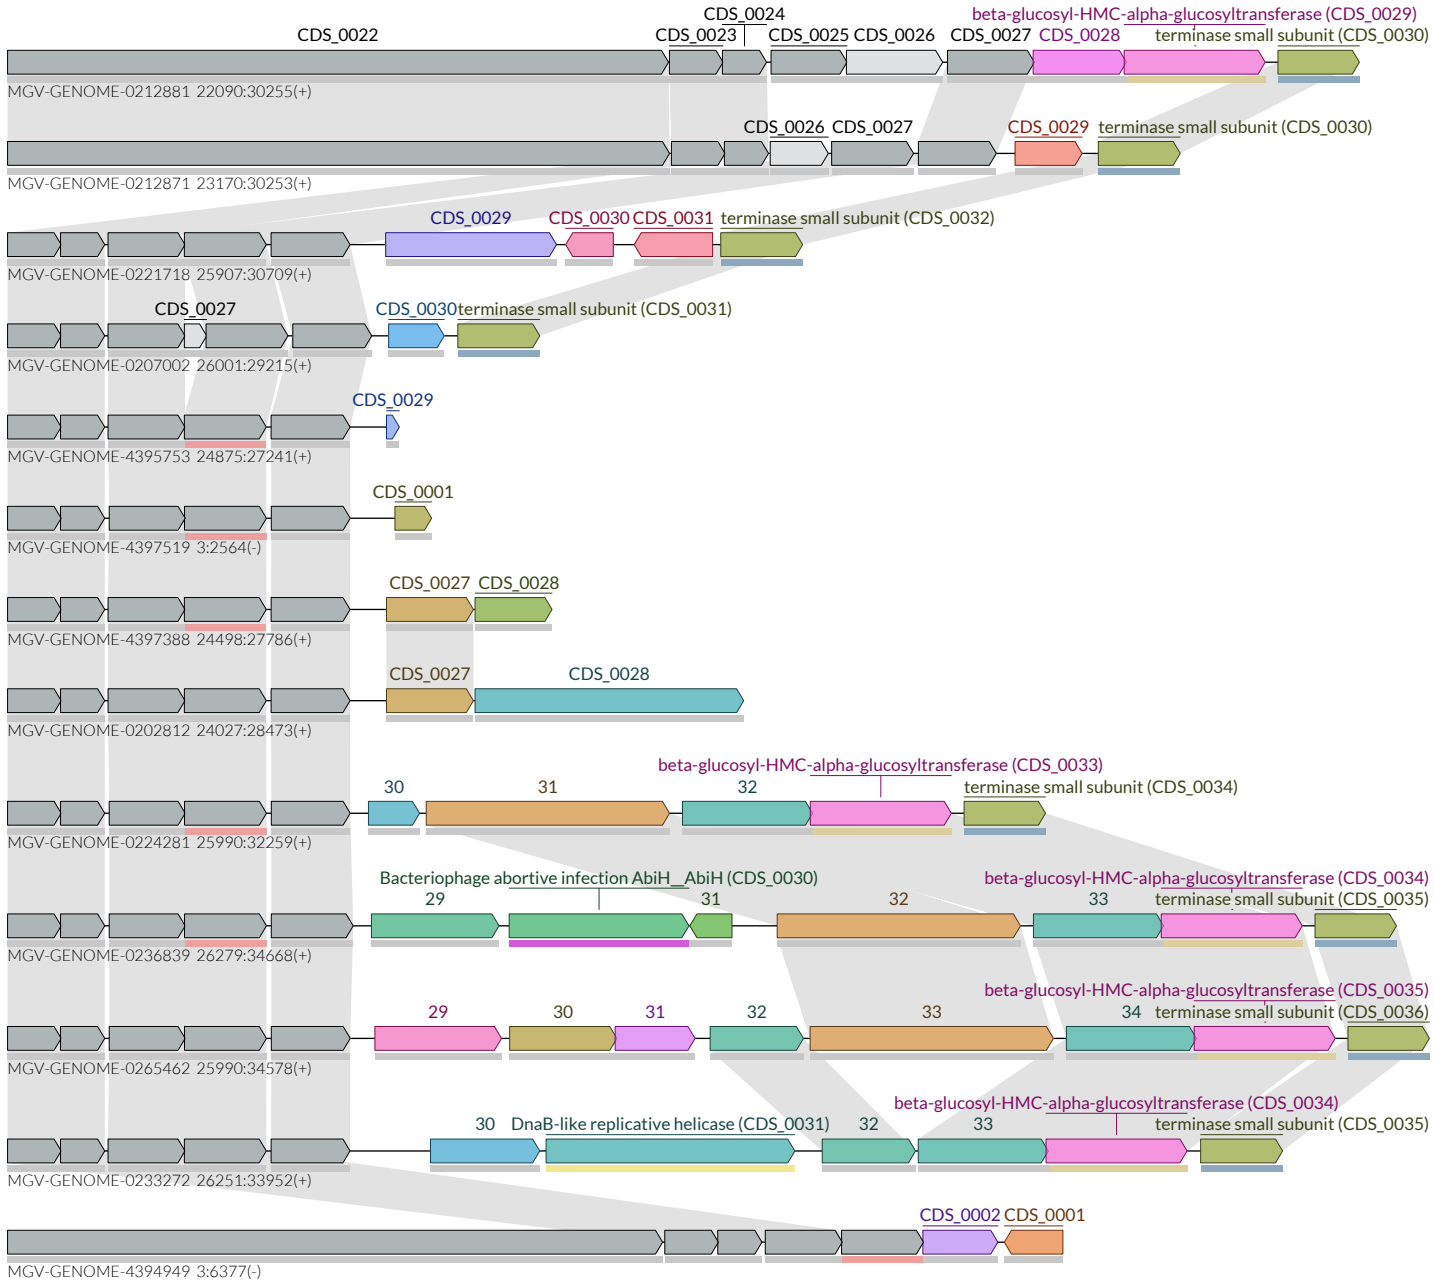 CDS_0024
beta-glucosyl-HMC-alpha-glucosyltransferase (CDS_0029)
CDS_0022
CDS_0023
CDS_0025
CDS_0026
CDS_0027
CDS_0028
terminase small subunit (CDS_0030)
MGV-GENOME-0212881 22090:30255(+)
CDS_0026
CDS_0027
CDS_0029
terminase small subunit (CDS_0030)
MGV-GENOME-0212871 23170:30253(+)
CDS_0029
CDS_0030
CDS_0031
terminase small subunit (CDS_0032)
MGV-GENOME-0221718 25907:30709(+)
CDS_0027
CDS_0030
terminase small subunit (CDS_0031)
MGV-GENOME-0207002 26001:29215(+)
CDS_0029
MGV-GENOME-4395753 24875:27241(+)
CDS_0001
MGV-GENOME-4397519 3:2564(-)
CDS_0027
CDS_0028
MGV-GENOME-4397388 24498:27786(+)
CDS_0027
CDS_0028
MGV-GENOME-0202812 24027:28473(+)
beta-glucosyl-HMC-alpha-glucosyltransferase (CDS_0033)
30
31
32
terminase small subunit (CDS_0034)
MGV-GENOME-0224281 25990:32259(+)
Bacteriophage abortive infection AbiH__AbiH (CDS_0030)
beta-glucosyl-HMC-alpha-glucosyltransferase (CDS_0034)
29
31
32
33
terminase small subunit (CDS_0035)
MGV-GENOME-0236839 26279:34668(+)
beta-glucosyl-HMC-alpha-glucosyltransferase (CDS_0035)
29
30
31
32
33
34
terminase small subunit (CDS_0036)
MGV-GENOME-0265462 25990:34578(+)
beta-glucosyl-HMC-alpha-glucosyltransferase (CDS_0034)
30
DnaB-like replicative helicase (CDS_0031)
32
33
terminase small subunit (CDS_0035)
MGV-GENOME-0233272 26251:33952(+)
CDS_0002
CDS_0001
MGV-GENOME-4394949 3:6377(-)